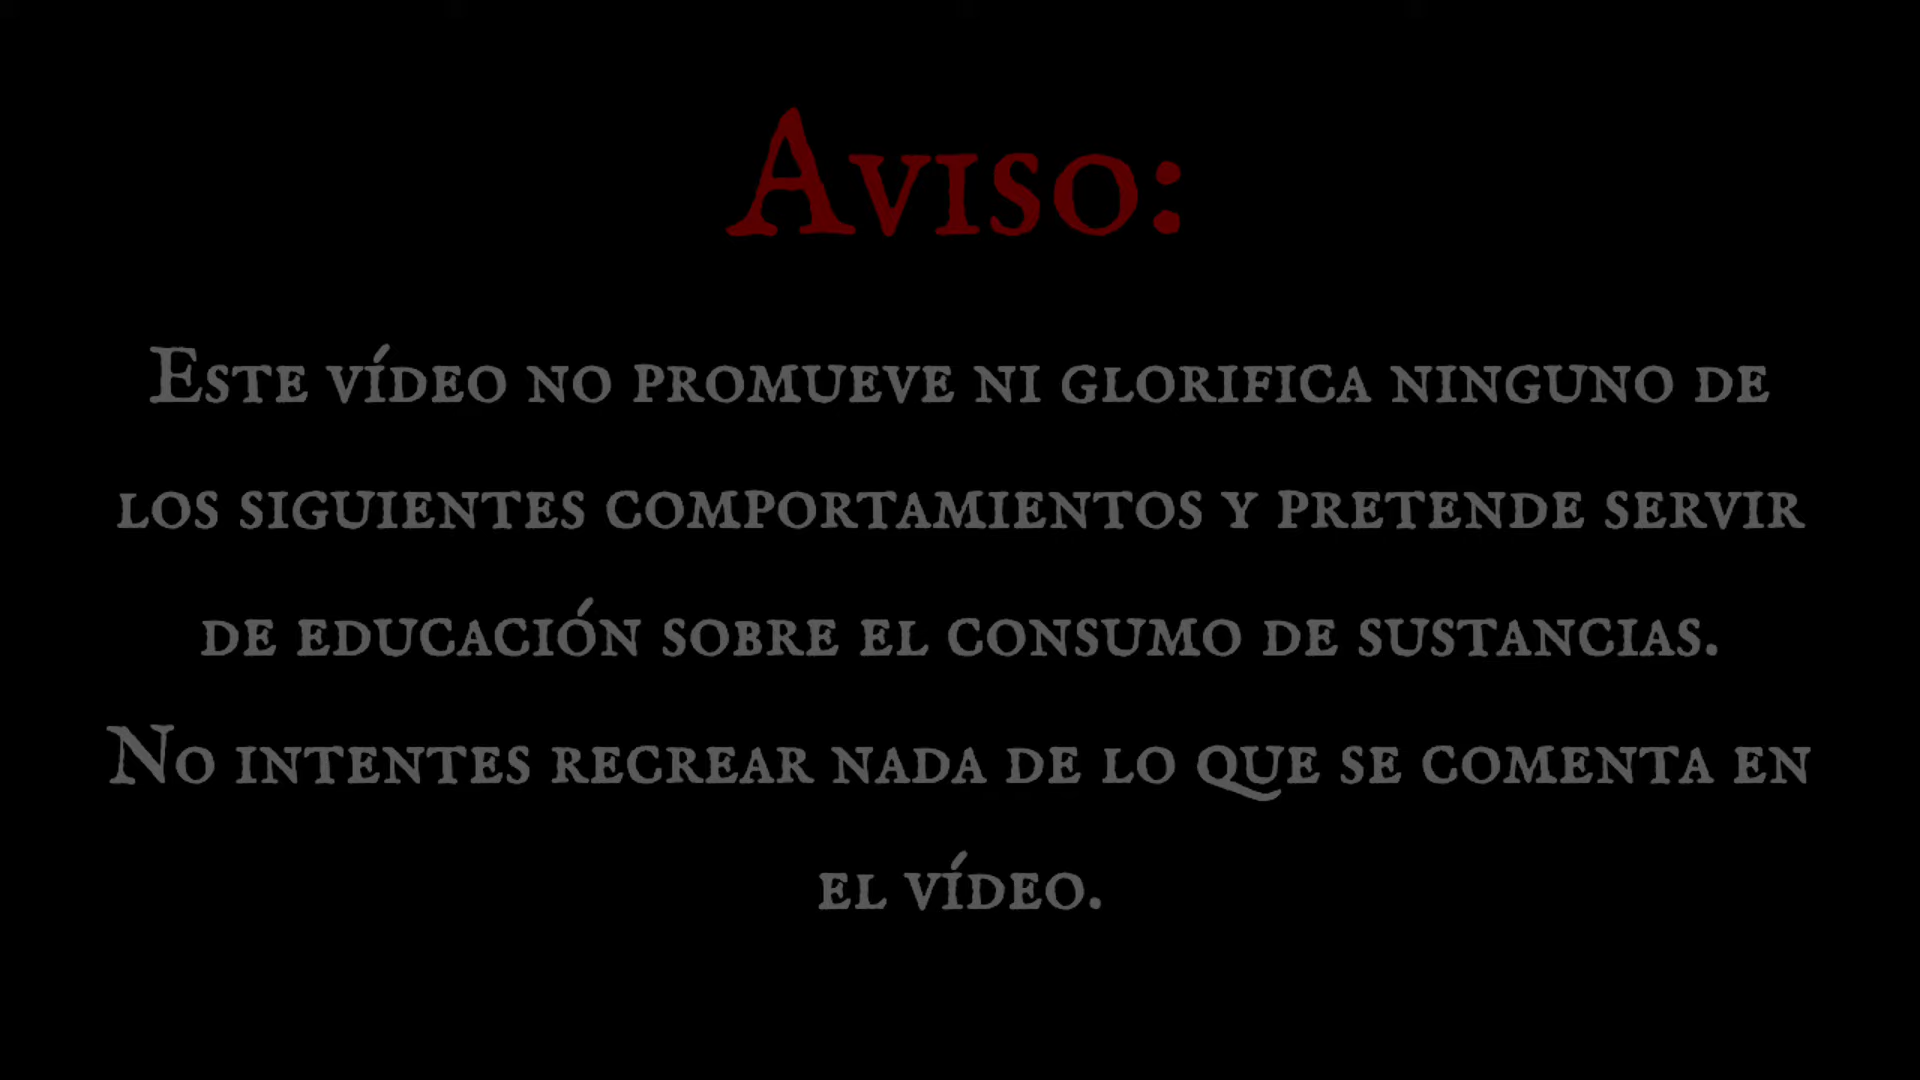 Aviso:
Este vídeo no promueve ni glorifica ninguno de
los siguientes comportamientos y pretende servir
de educación sobre el consumo de sustancias.
No intentes recrear nada de lo que se comenta en
el vídeo.